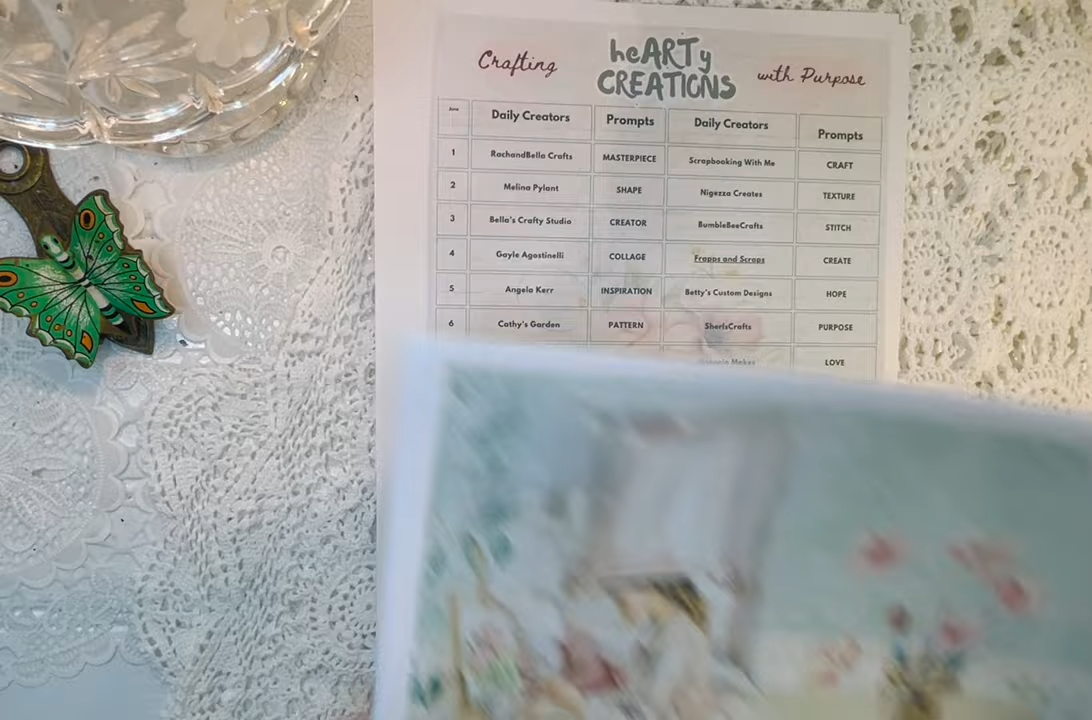 Crafting heARTy with Purpose
CREATIONS
June Daily Creators Prompts Daily Creators Prompts
1 RachandBella Crafts MASTERPIECE Scrapbooking With Me CRAFT
2 Melina Pylant SHAPE Nigezza Creates TEXTURE
3 Bella's Crafty Studio CREATOR BumbleBeeCrafts STITCH
4 Gayle Agostinelli COLLAGE Frapps and Scraps CREATE
5 Angela Kerr INSPIRATION Betty's Custom Designs HOPE
6 Cathy's Garden PATTERN SherlsCrafts PURPOSE
Makes LOVE